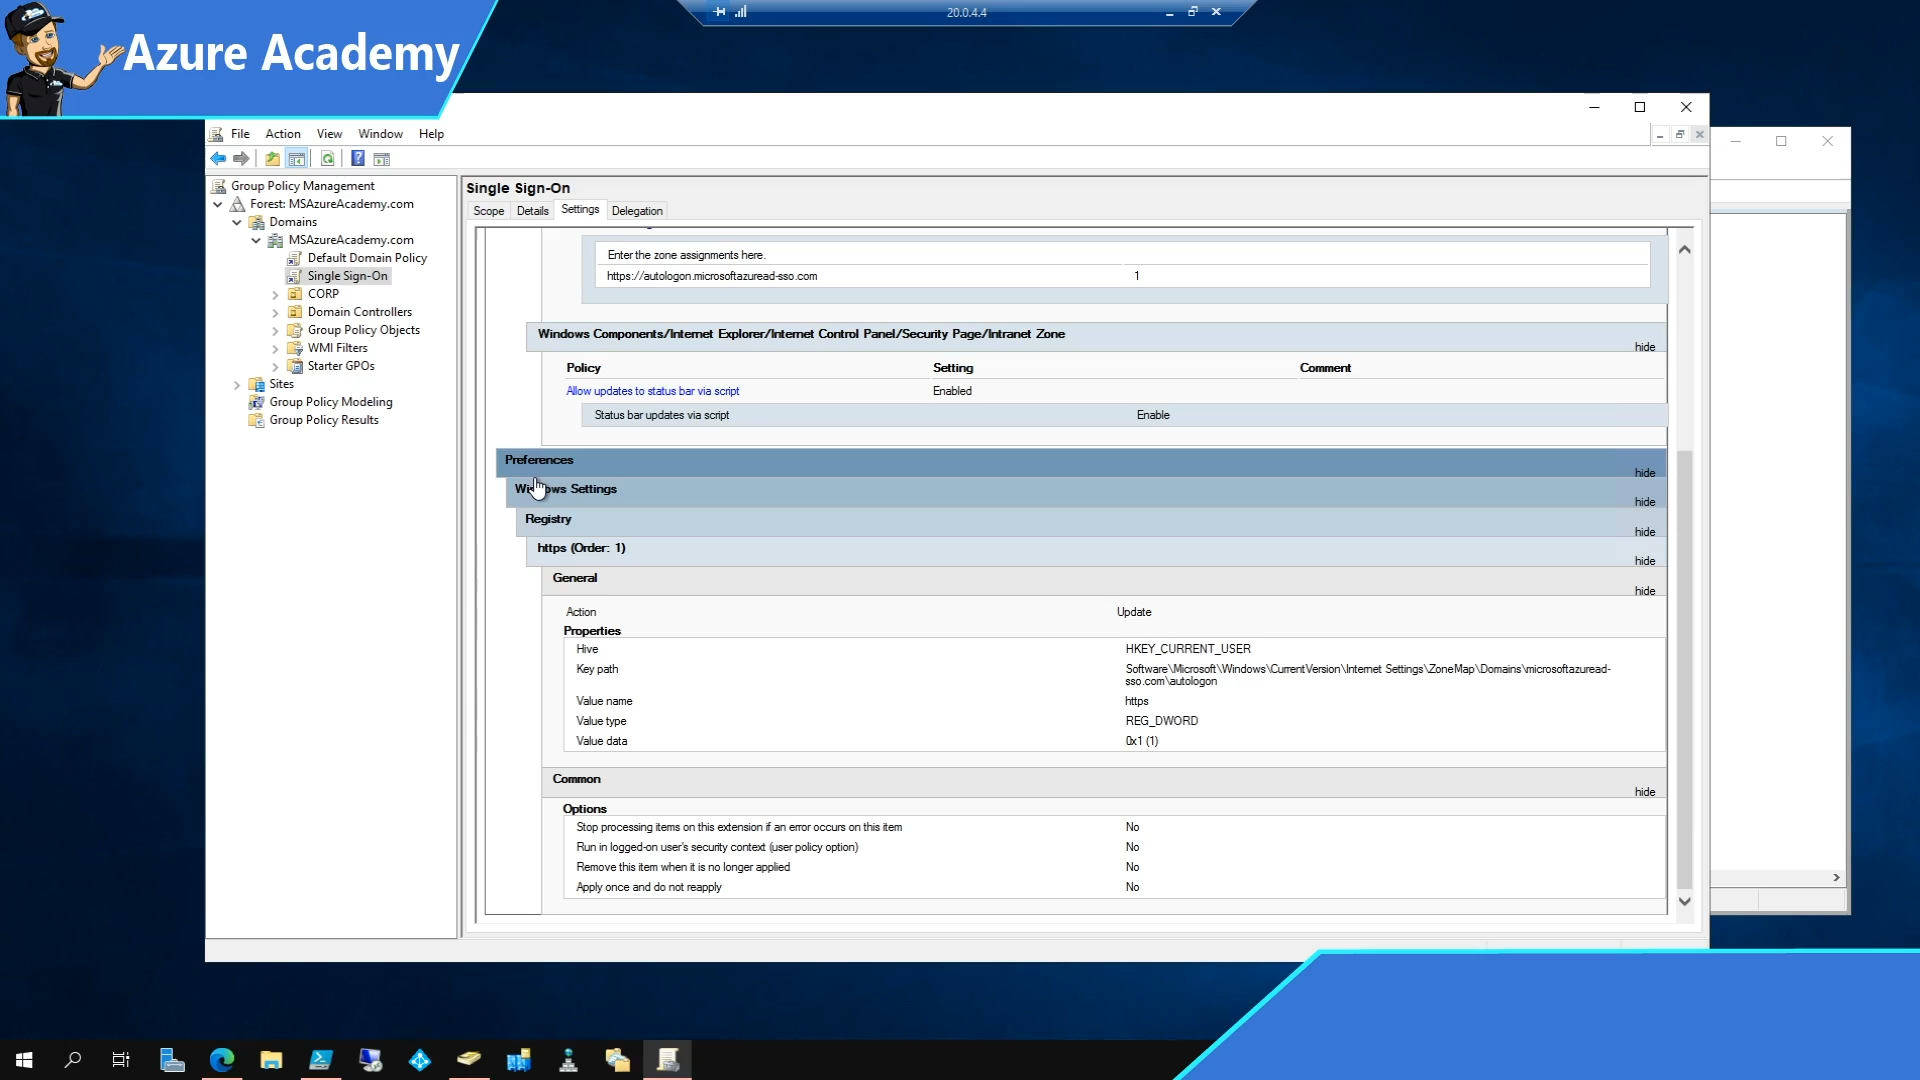 Azure Academy
20.0.4.4
File Action View Window Help
Group Policy Management
Forest: MSAzureAcademy.com
Domains
MSAzureAcademy.com
Default Domain Policy
Single Sign-On
CORP
Domain Controllers
Group Policy Objects
WMI Filters
Starter GPOs
Sites
Group Policy Modeling
Group Policy Results
Single Sign-On
Scope Details Settings Delegation
Enter the zone assignments here.
https://autologon.microsoftazuread-sso.com 1
Windows Components/Internet Explorer/Internet Control Panel/Security Page/Intranet Zone
hide
Policy Setting Comment
Allow updates to status bar via script Enabled
Status bar updates via script Enable
Preferences
hide
Windows Settings
hide
Registry
hide
https (Order: 1)
hide
General
hide
Action Update
Properties
Hive HKEY_CURRENT_USER
Key path Software\Microsoft\Windows\CurrentVersion\Internet Settings\ZoneMap\Domains\microsoftazuread-
sso.com\autologon
Value name https
Value type REG_DWORD
Value data 0x1 (1)
Common
hide
Options
Stop processing items on this extension if an error occurs on this item No
Run in logged-on user's security context (user policy option) No
Remove this item when it is no longer applied No
Apply once and do not reapply No